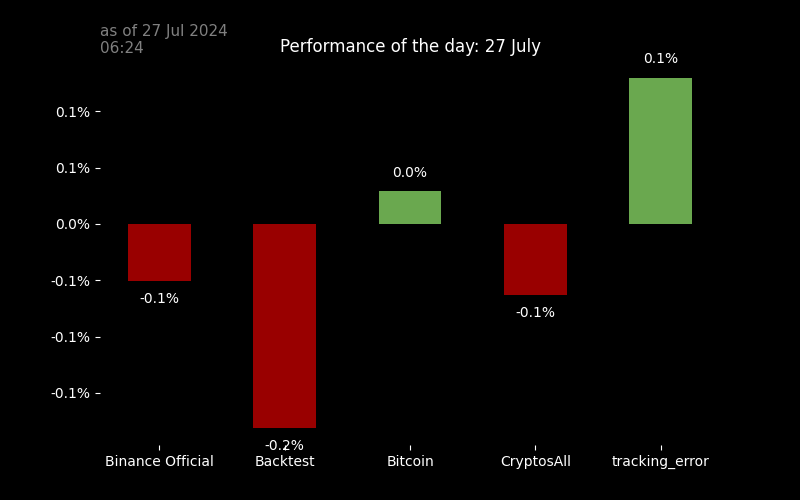 as of 27 Jul 2024
06:24
Performance of the day: 27 July
0.1%
0.1%
0.1%
0.0%
0.0%
-0.1%
-0.1%
-0.1%
-0.1%
-0.1%
-0.2%
Binance Official
Backtest
Bitcoin
CryptosAll
tracking_error